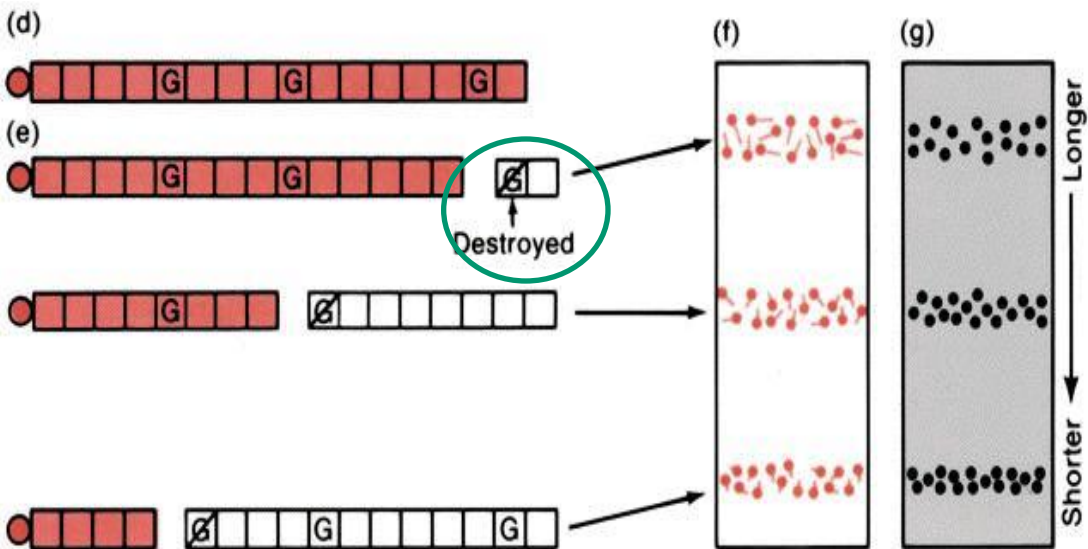 (d)
G G G
(e)
G G G
Destroyed
G G
G G G
(f)
(g)
Longer
Shorter